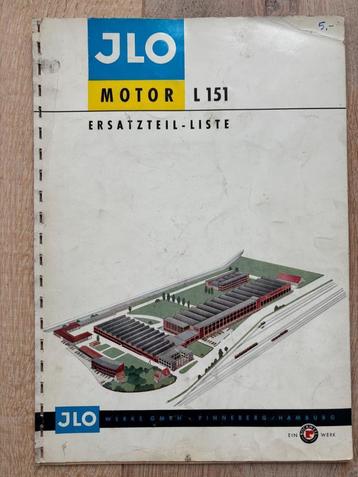 5,-
JLO
MOTOR L 151
ERSATZTEIL-LISTE
JLO WERKE GMBH · PINNEBERG/HAMBURG
EIN WERK